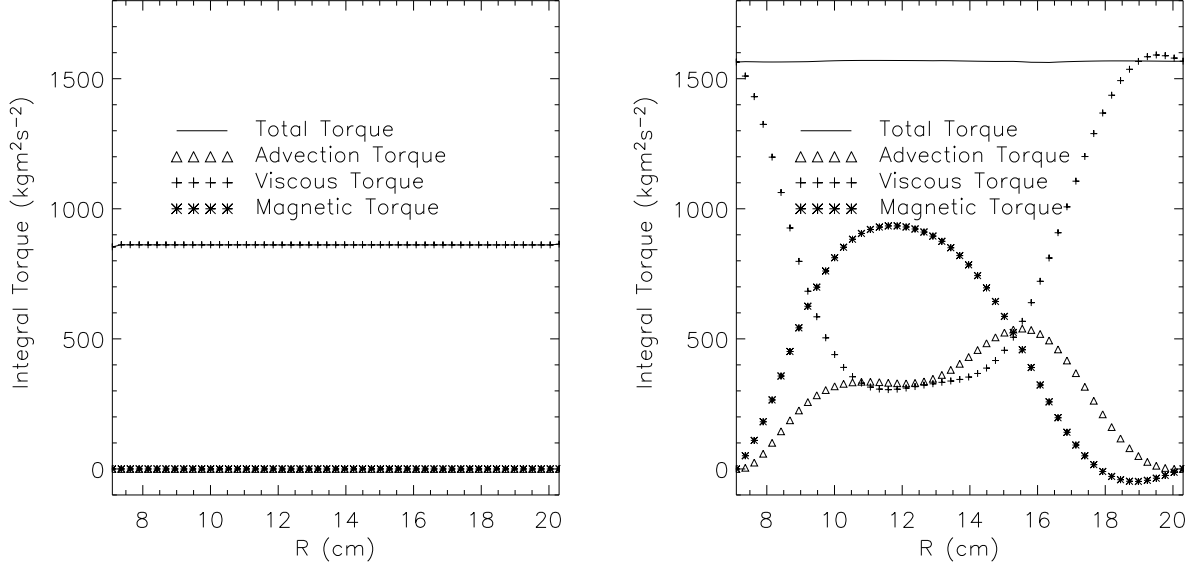 1500
1000
500
0
Integral Torque (kgm²s⁻²)
Total Torque
Advection Torque
Viscous Torque
Magnetic Torque
8 10 12 14 16 18 20
R (cm)
1500
1000
500
0
Integral Torque (kgm²s⁻²)
Total Torque
Advection Torque
Viscous Torque
Magnetic Torque
8 10 12 14 16 18 20
R (cm)